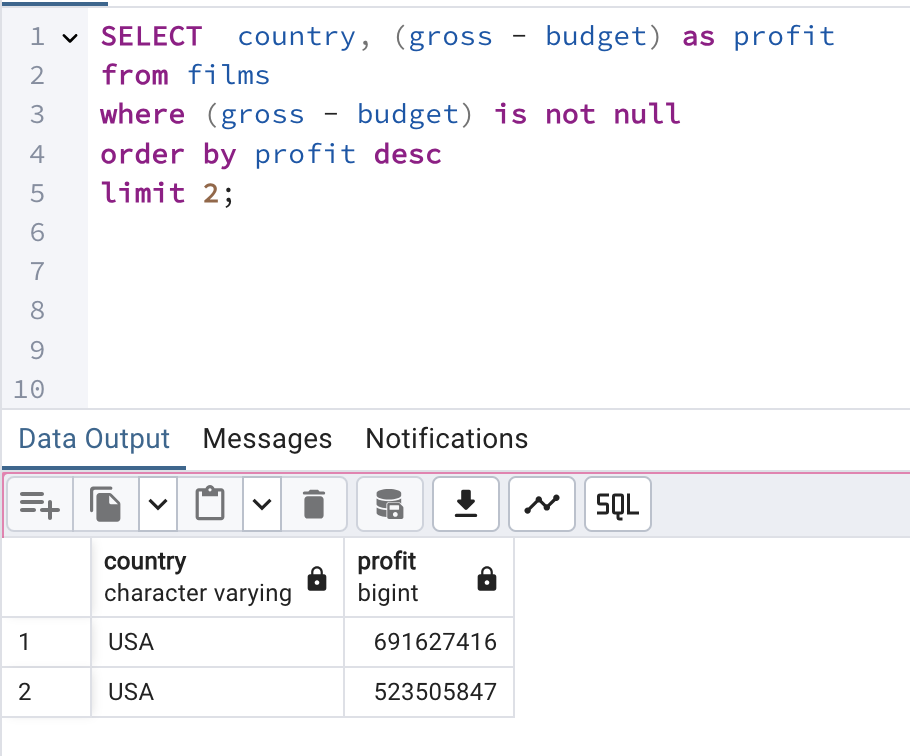 1 SELECT  country, (gross - budget) as profit
2 from films
3 where (gross - budget) is not null
4 order by profit desc
5 limit 2;
6
7
8
9
10
Data Output Messages Notifications
SQL
country profit
character varying bigint
1 USA 691627416
2 USA 523505847